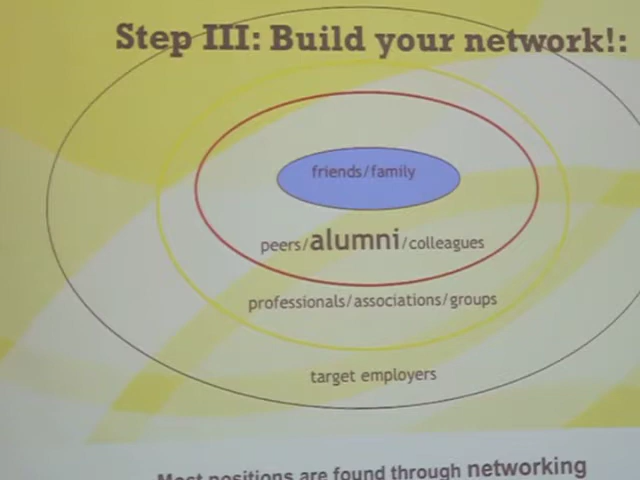 Step III: Build your network!:
friends/family
peers/alumni/colleagues
professionals/associations/groups
target employers
Most positions are found through networking